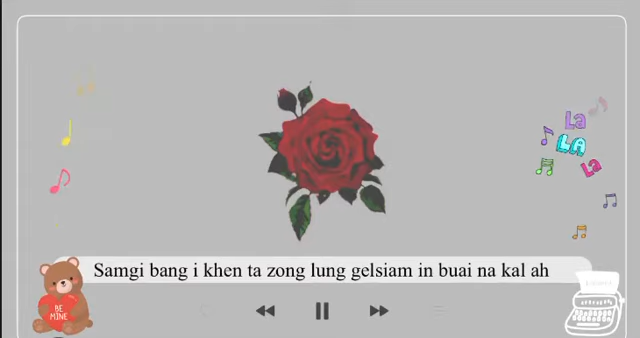 La
LA
La
Samgi bang i khen ta zong lung gelsiam in buai na kal ah
BE
MINE